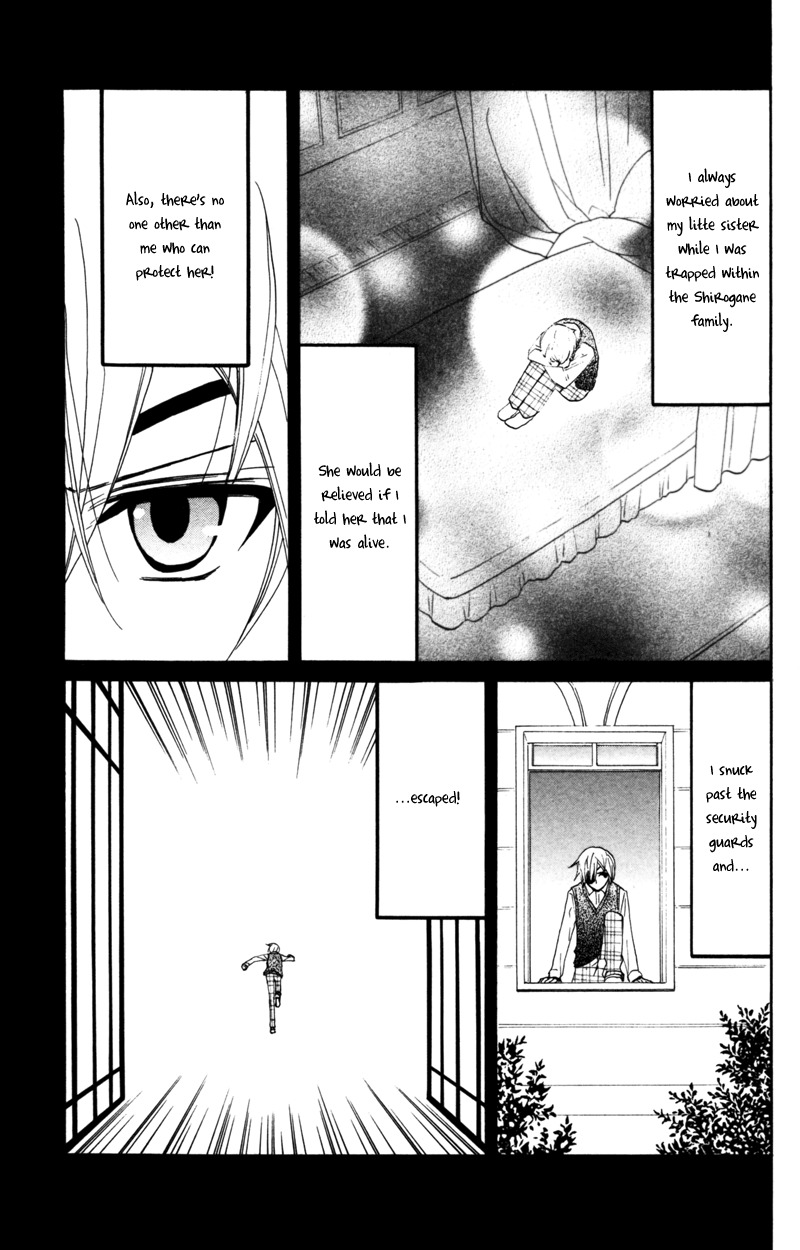 I always
worried about
my litte sister
while I was
trapped within
the Shirogane
family.
She would be
relieved if I
told her that I
was alive.
Also, there's no
one other than
me who can
protect her!
I snuck
past the
security
guards
and...
...escaped!